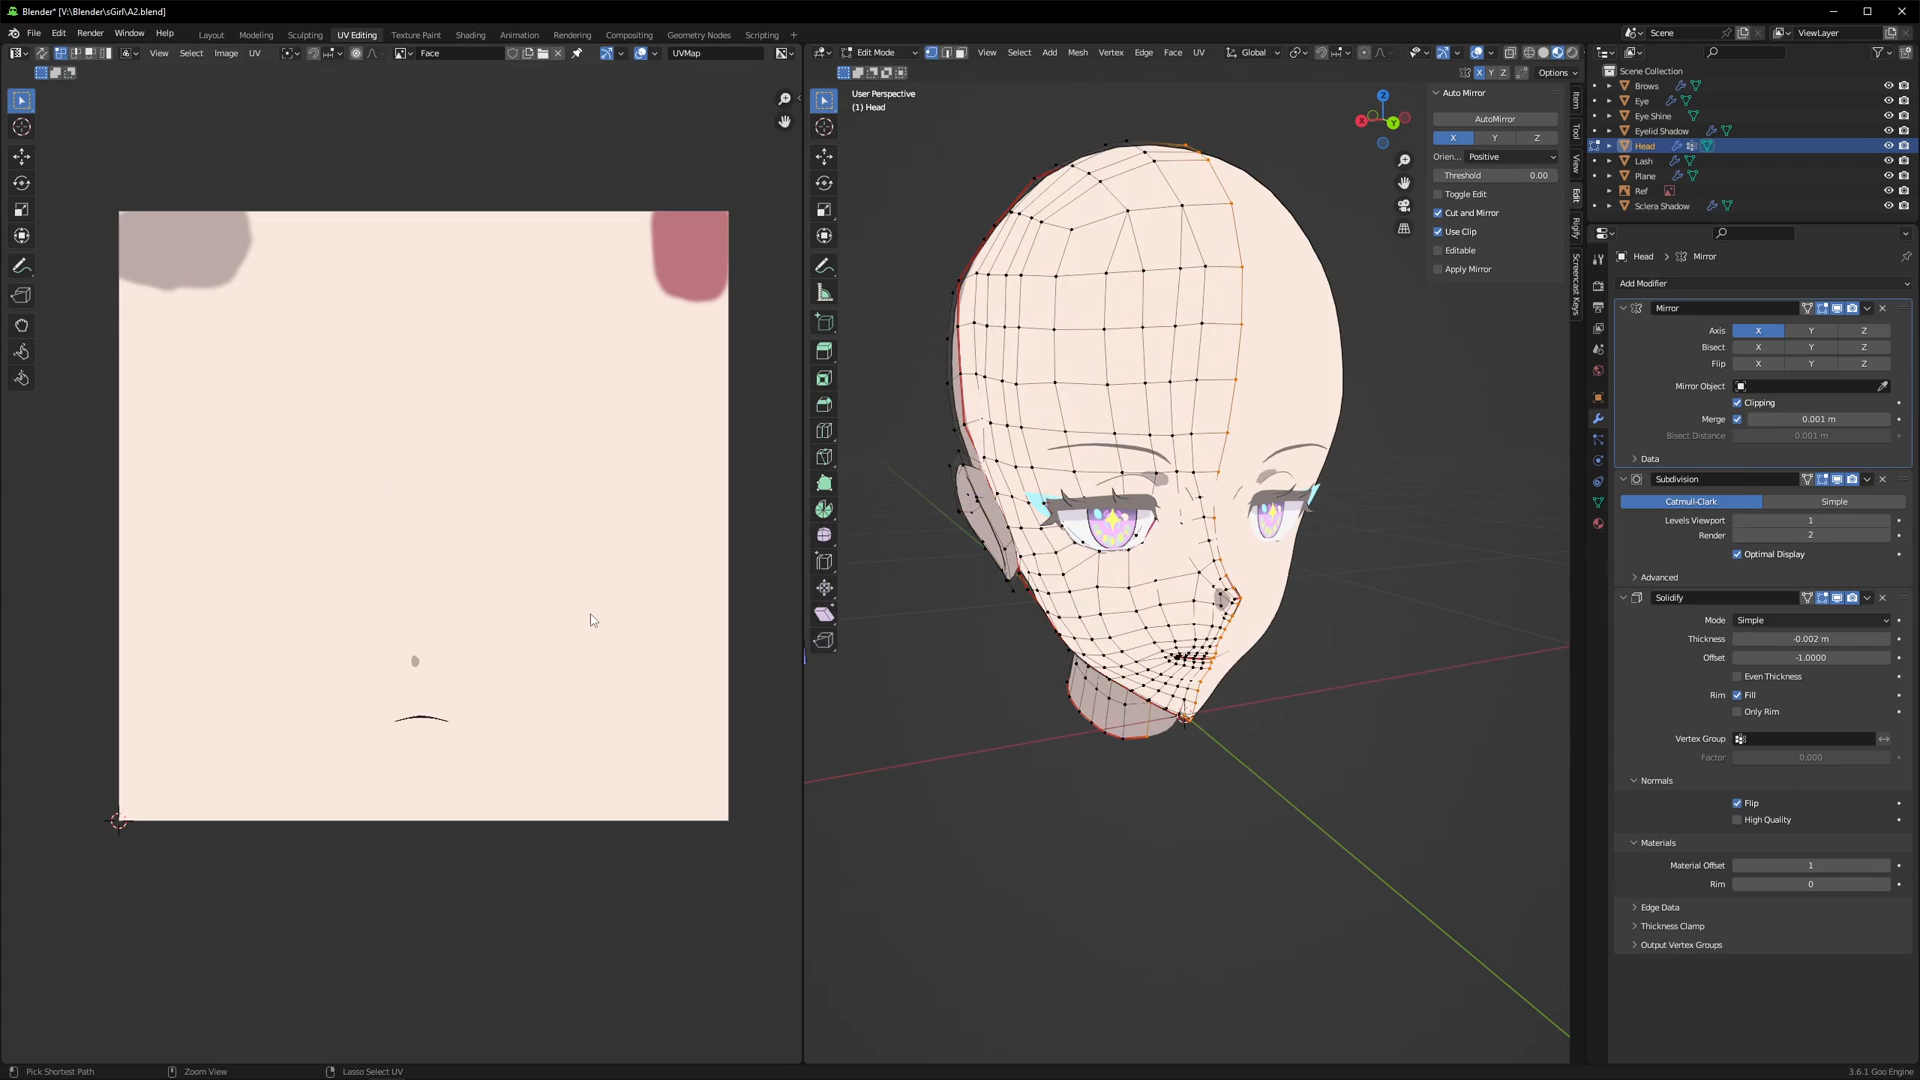 Blender* [V:\Blender\sGirl\A2.blend]
File Edit Render Window Help
Layout Modeling Sculpting UV Editing Texture Paint Shading Animation Rendering Compositing Geometry Nodes Scripting +
Scene ViewLayer
View Select Image UV Face UVMap
Edit Mode View Select Add Mesh Vertex Edge Face UV Global
X Y Z Options
User Perspective
(1) Head
X
Y
Z
Auto Mirror
AutoMirror
X Y Z
Orien... Positive
Threshold 0.00
Toggle Edit
Cut and Mirror
Use Clip
Editable
Apply Mirror
Item
Tool
View
Edit
Rigify
Screencast Keys
Scene Collection
Brows
Eye
Eye Shine
Eyelid Shadow
Head
Lash
Plane
Ref
Sclera Shadow
Head > Mirror
Add Modifier
Mirror
Axis X Y Z
Bisect X Y Z
Flip X Y Z
Mirror Object
Clipping
Merge 0.001 m
Bisect Distance 0.001 m
Data
Subdivision
Catmull-Clark Simple
Levels Viewport 1
Render 2
Optimal Display
Advanced
Solidify
Mode Simple
Thickness -0.002 m
Offset -1.0000
Even Thickness
Rim Fill
Only Rim
Vertex Group
Factor 0.000
Normals
Flip
High Quality
Materials
Material Offset 1
Rim 0
Edge Data
Thickness Clamp
Output Vertex Groups
Pick Shortest Path Zoom View Lasso Select UV
3.6.1 Goo Engine